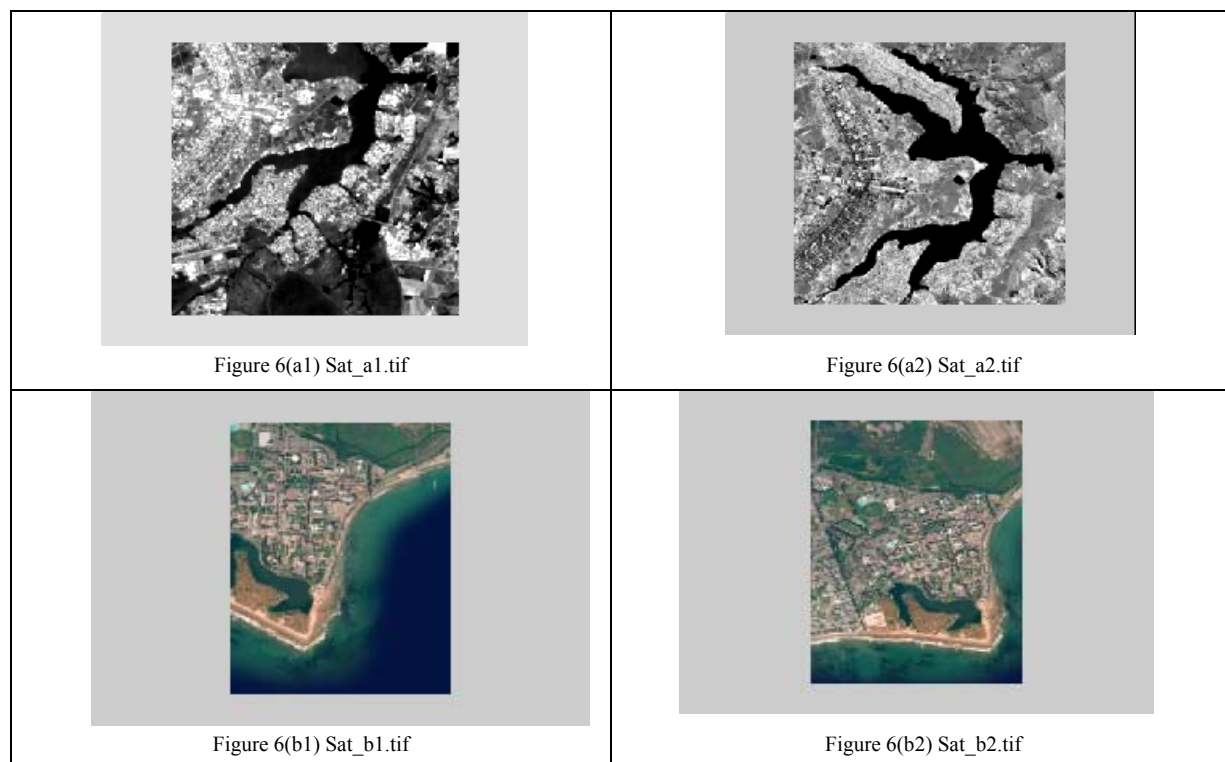 Figure 6(a1) Sat_a1.tif
Figure 6(a2) Sat_a2.tif
Figure 6(b1) Sat_b1.tif
Figure 6(b2) Sat_b2.tif